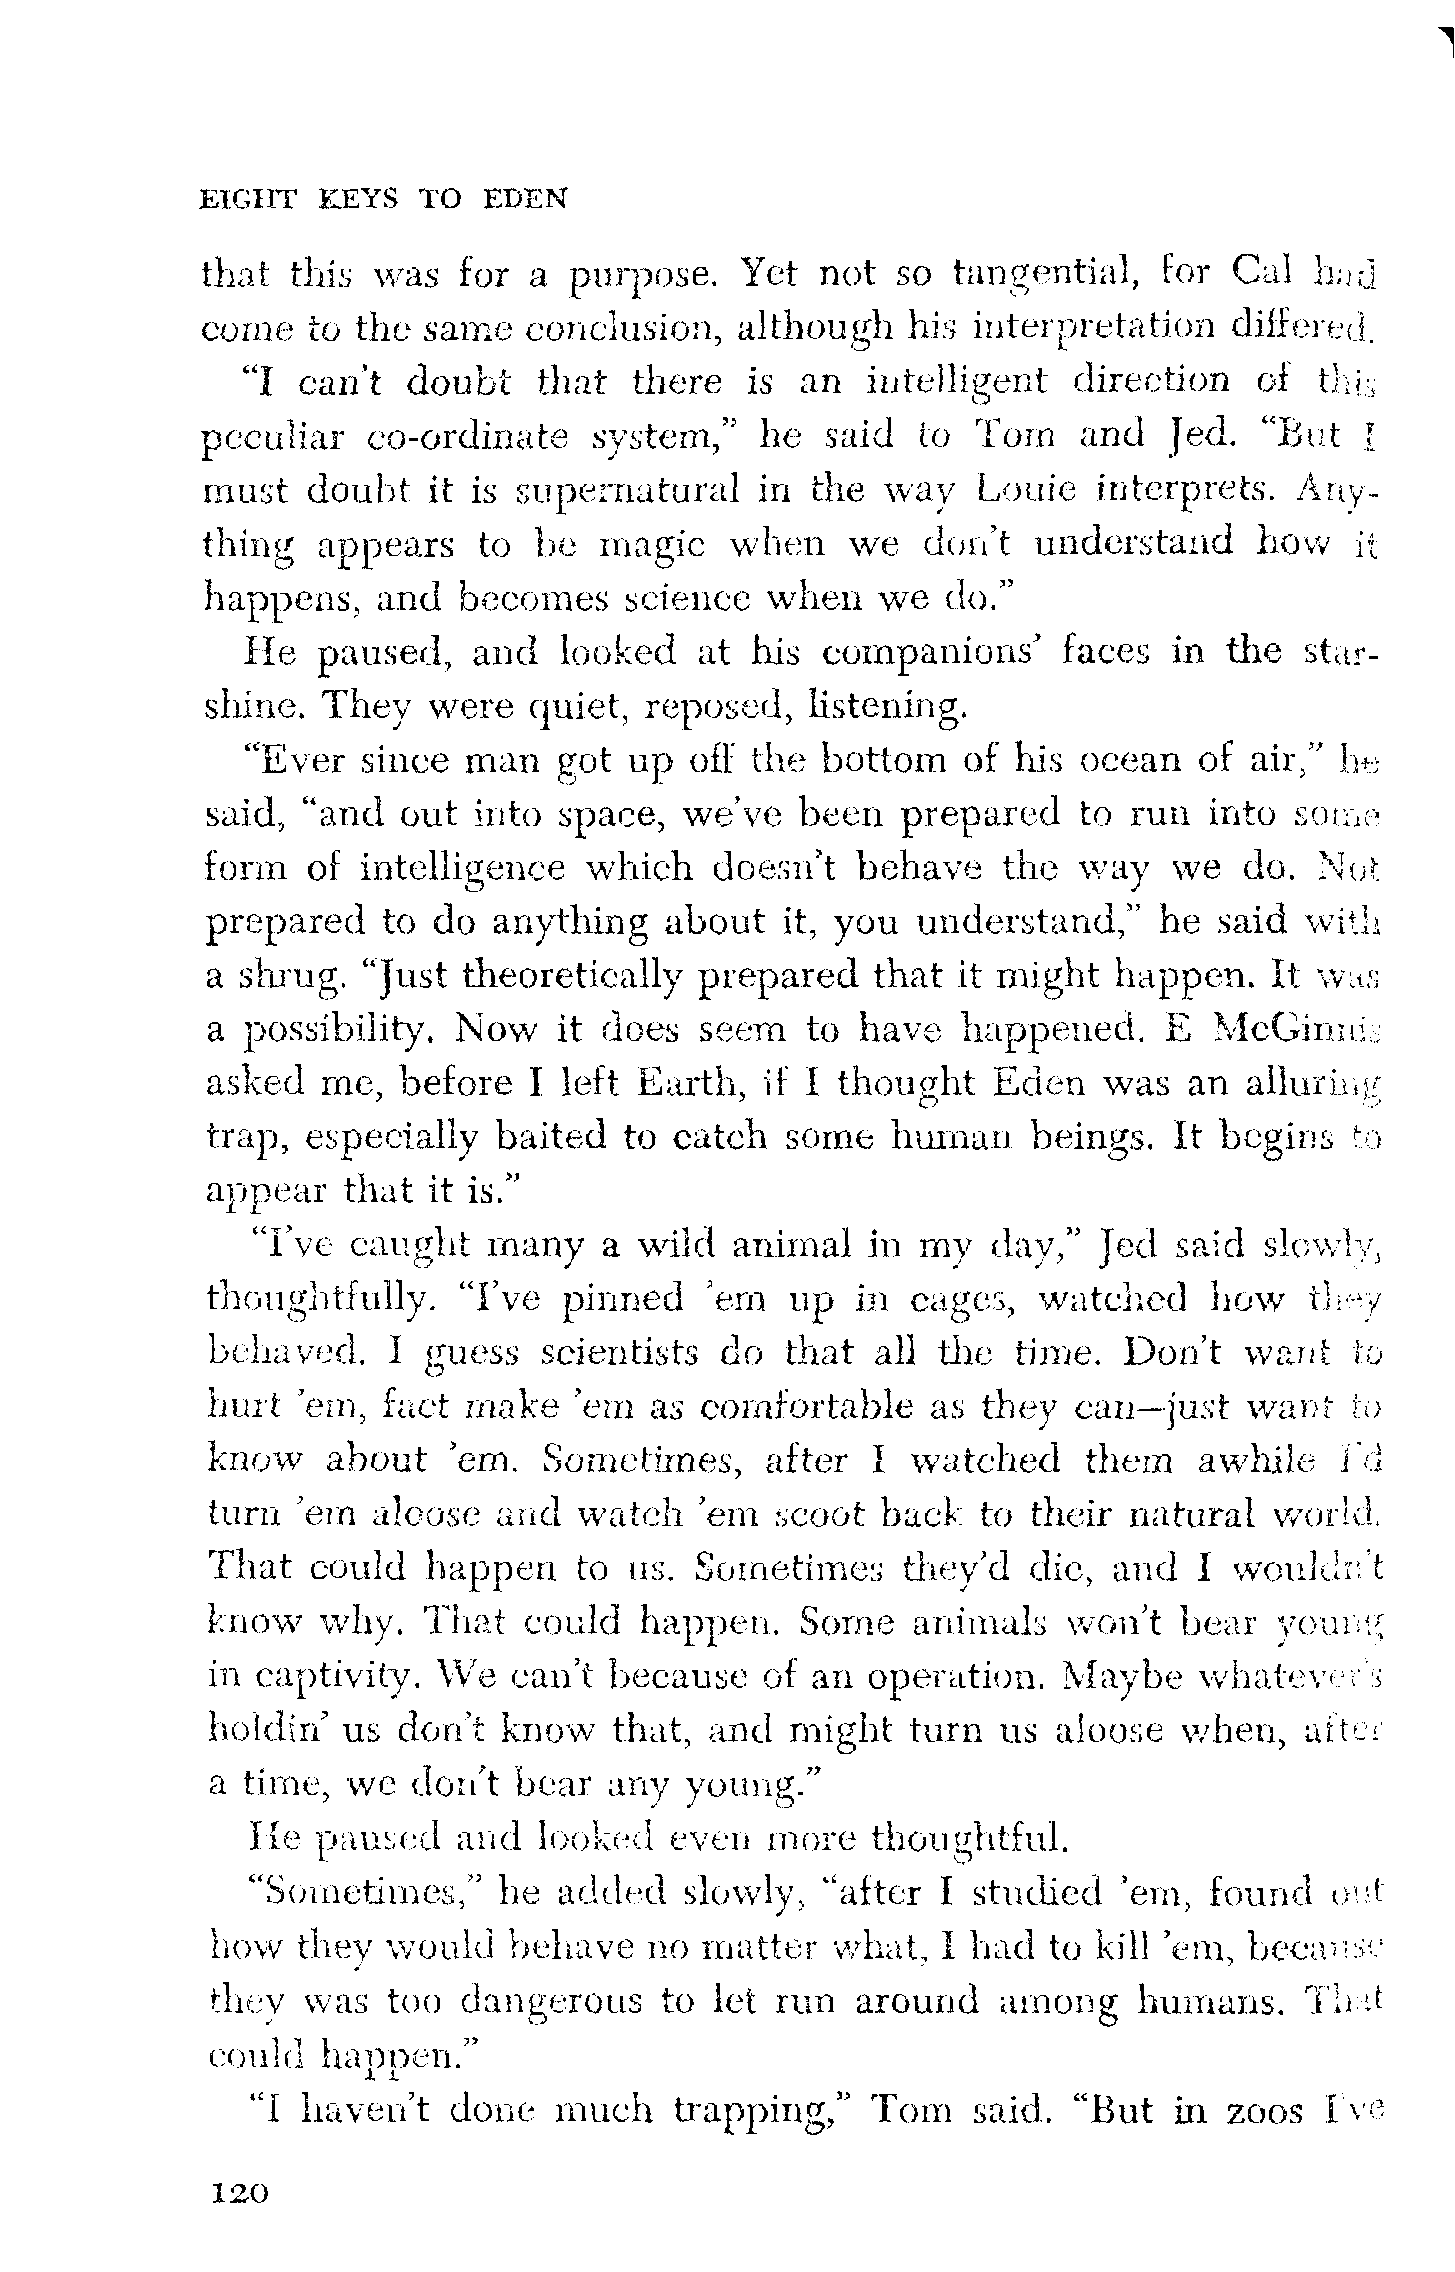 EIGHT KEYS TO EDEN
that this was for a purpose. Yet not so tangential, for Cal had
come to the same conclusion, although his interpretation differed.
“I can’t doubt that there is an intelligent direction of this
peculiar co-ordinate system,” he said to Tom and Jed. “But I
must doubt it is supernatural in the way Louie interprets. Any-
thing appears to be magic when we don’t understand how it
happens, and becomes science when we do.”
He paused, and looked at his companions’ faces in the star-
shine. They were quiet, reposed, listening.
“Ever since man got up off the bottom of his ocean of air,” he
said, “and out into space, we’ve been prepared to run into some
form of intelligence which doesn’t behave the way we do. Not
prepared to do anything about it, you understand,” he said with
a shrug. “Just theoretically prepared that it might happen. It was
a possibility. Now it does seem to have happened. E McGinnis
asked me, before I left Earth, if I thought Eden was an alluring
trap, especially baited to catch some human beings. It begins to
appear that it is.”
“I’ve caught many a wild animal in my day,” Jed said slowly,
thoughtfully. “I’ve pinned ’em up in cages, watched how they
behaved. I guess scientists do that all the time. Don’t want to
hurt ’em, fact make ’em as comfortable as they can—just want to
know about ’em. Sometimes, after I watched them awhile I’d
turn ’em aloose and watch ’em scoot back to their natural world.
That could happen to us. Sometimes they’d die, and I wouldn’t
know why. That could happen. Some animals won’t bear young
in captivity. We can’t because of an operation. Maybe whatever’s
holdin’ us don’t know that, and might turn us aloose when, after
a time, we don’t bear any young.”
He paused and looked even more thoughtful.
“Sometimes,” he added slowly, “after I studied ’em, found out
how they would behave no matter what, I had to kill ’em, because
they was too dangerous to let run around among humans. That
could happen.”
“I haven’t done much trapping,” Tom said. “But in zoos I’ve
120